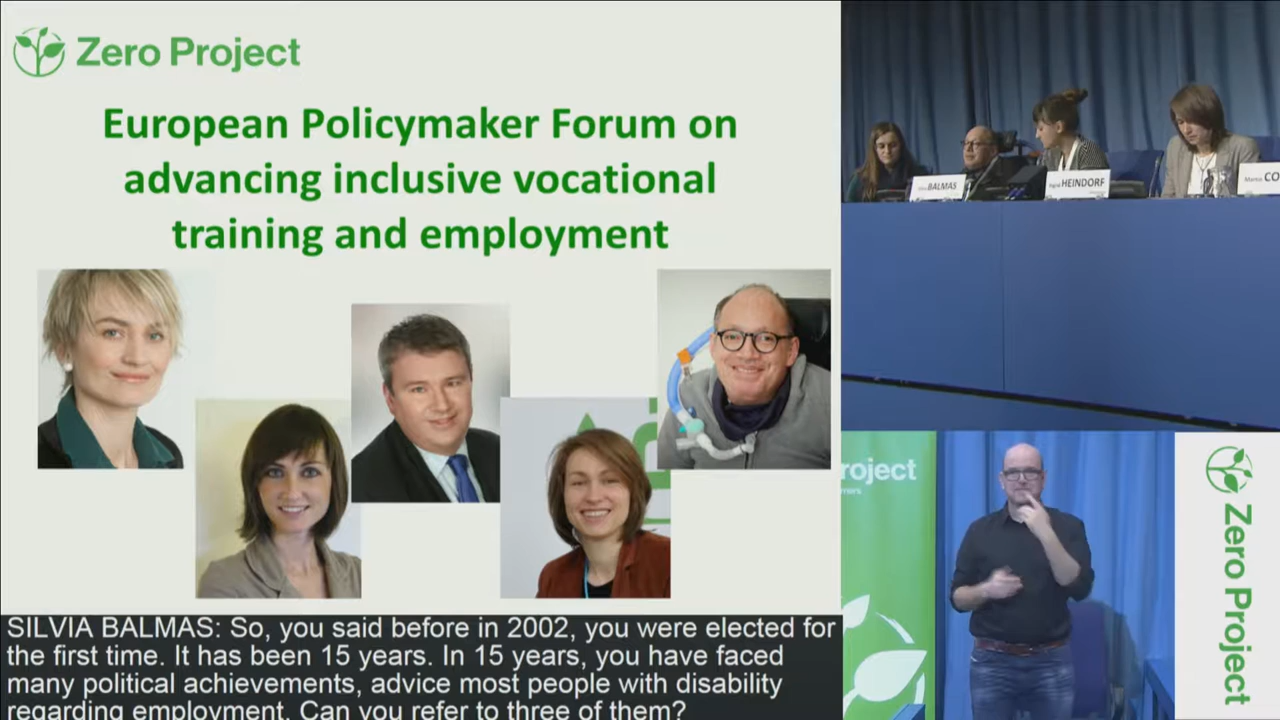 Zero Project
European Policymaker Forum on
advancing inclusive vocational
training and employment
BALMAS
HEINDORF
CO
SILVIA BALMAS: So, you said before in 2002, you were elected for
the first time. It has been 15 years. In 15 years, you have faced
many political achievements, advice most people with disability
regarding employment. Can you refer to three of them?
roject
Zero Project